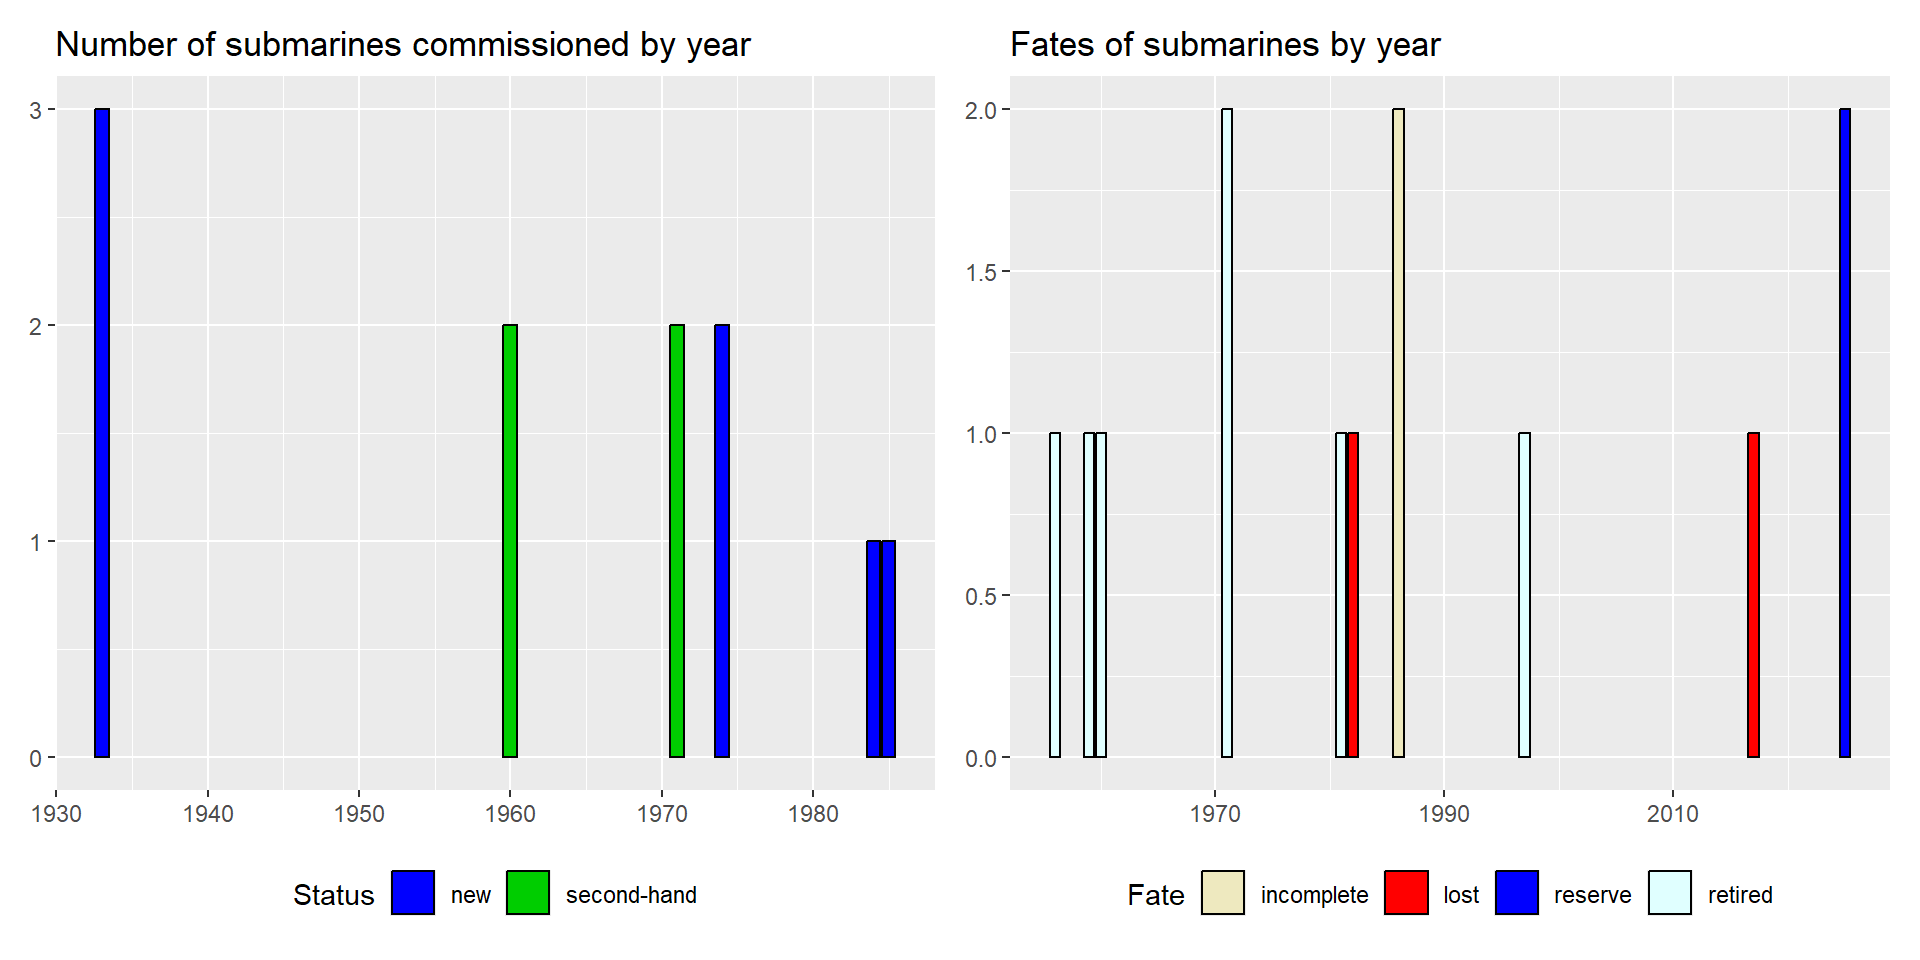 Number of submarines commissioned by year
3
2
1
0
1930 1940 1950 1960 1970 1980
Status new second-hand
Fates of submarines by year
2.0
1.5
1.0
0.5
0.0
1970 1990 2010
Fate incomplete lost reserve retired